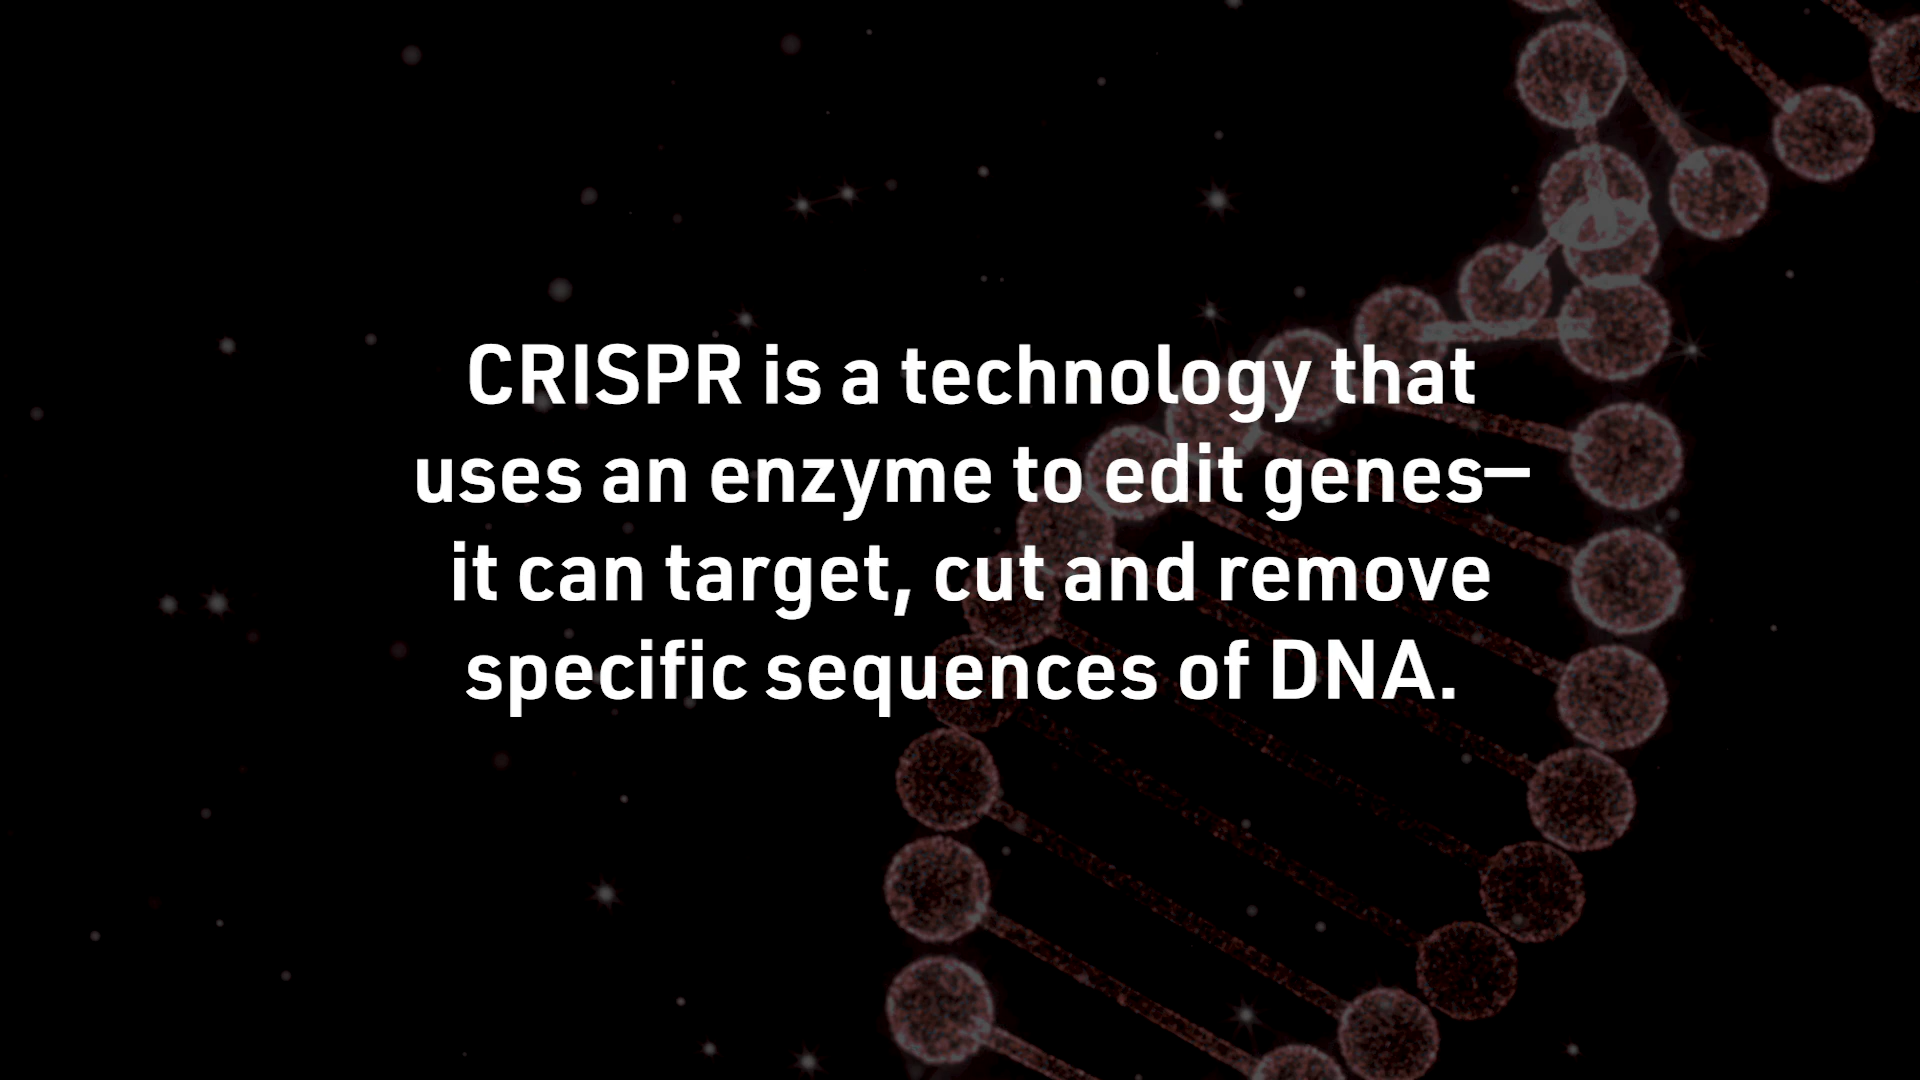 CRISPR is a technology that
uses an enzyme to edit genes—
it can target, cut and remove
specific sequences of DNA.